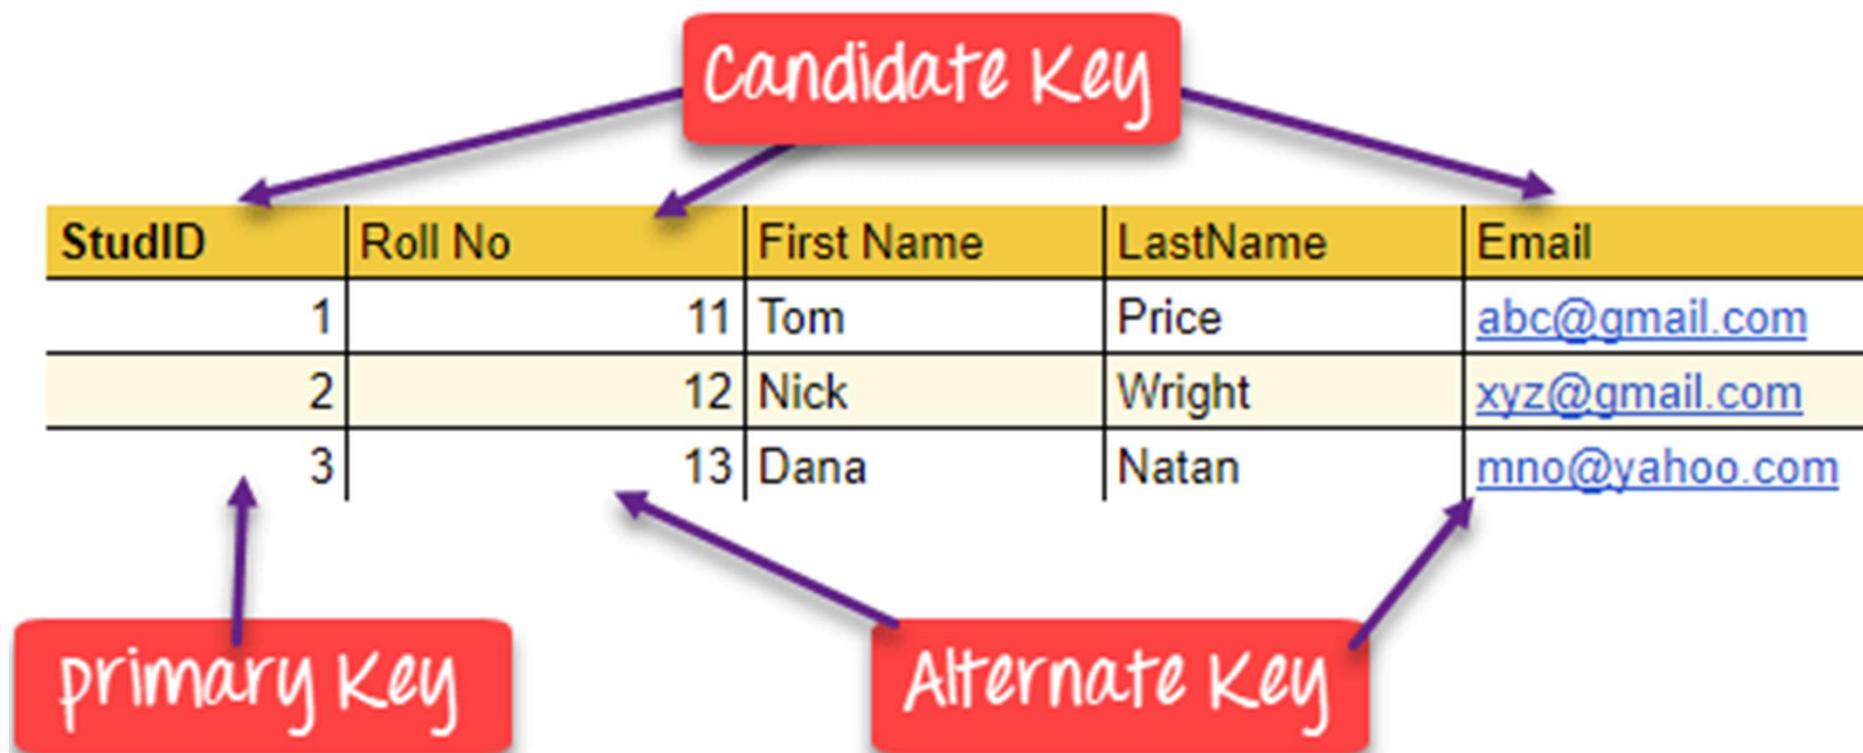 Candidate Key
StudID Roll No First Name LastName Email
1 11 Tom Price abc@gmail.com
2 12 Nick Wright xyz@gmail.com
3 13 Dana Natan mno@yahoo.com
primary Key Alternate Key